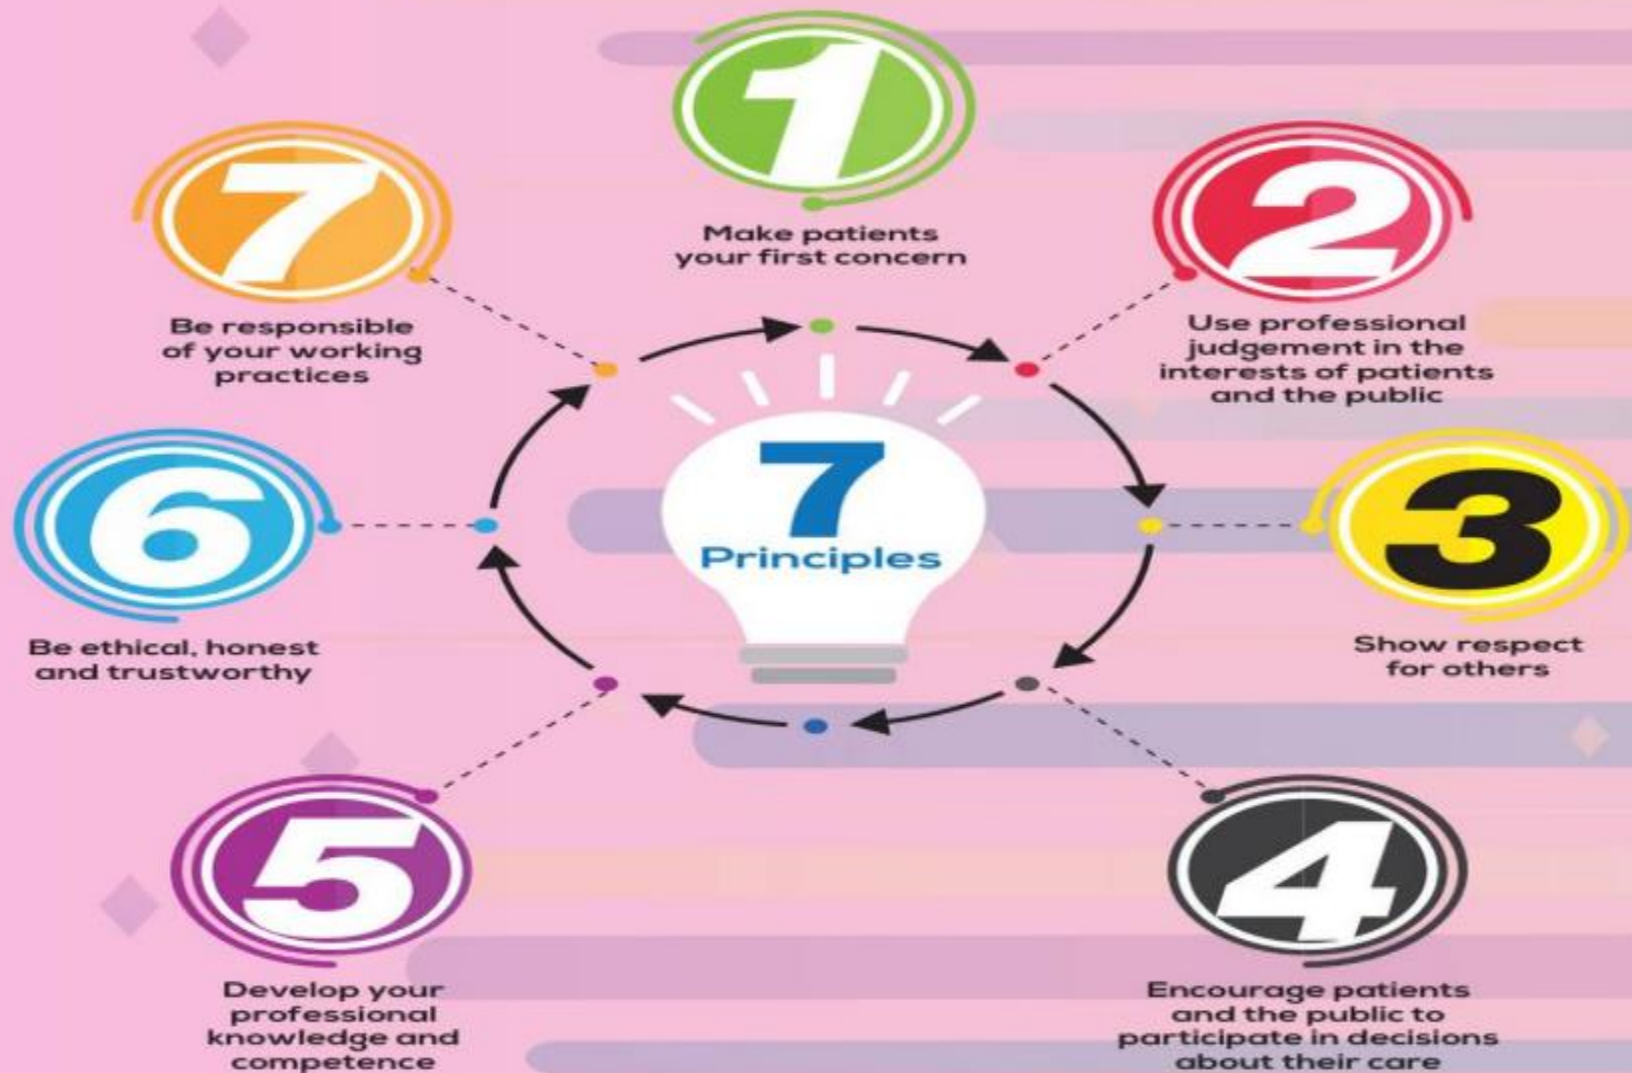 1
Make patients
your first concern
2
Use professional
judgement in the
interests of patients
and the public
3
Show respect
for others
4
Encourage patients
and the public to
participate in decisions
about their care
5
Develop your
professional
knowledge and
competence
6
Be ethical, honest
and trustworthy
7
Be responsible
of your working
practices
7
Principles